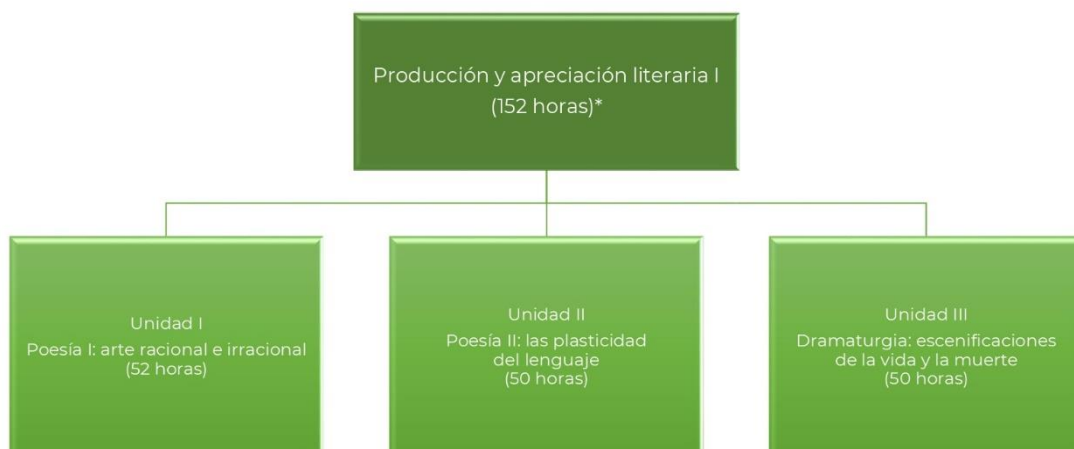 Producción y apreciación literaria I
(152 horas)*
Unidad I
Poesía I: arte racional e irracional
(52 horas)
Unidad II
Poesía II: las plasticidad
del lenguaje
(50 horas)
Unidad III
Dramaturgia: escenificaciones
de la vida y la muerte
(50 horas)